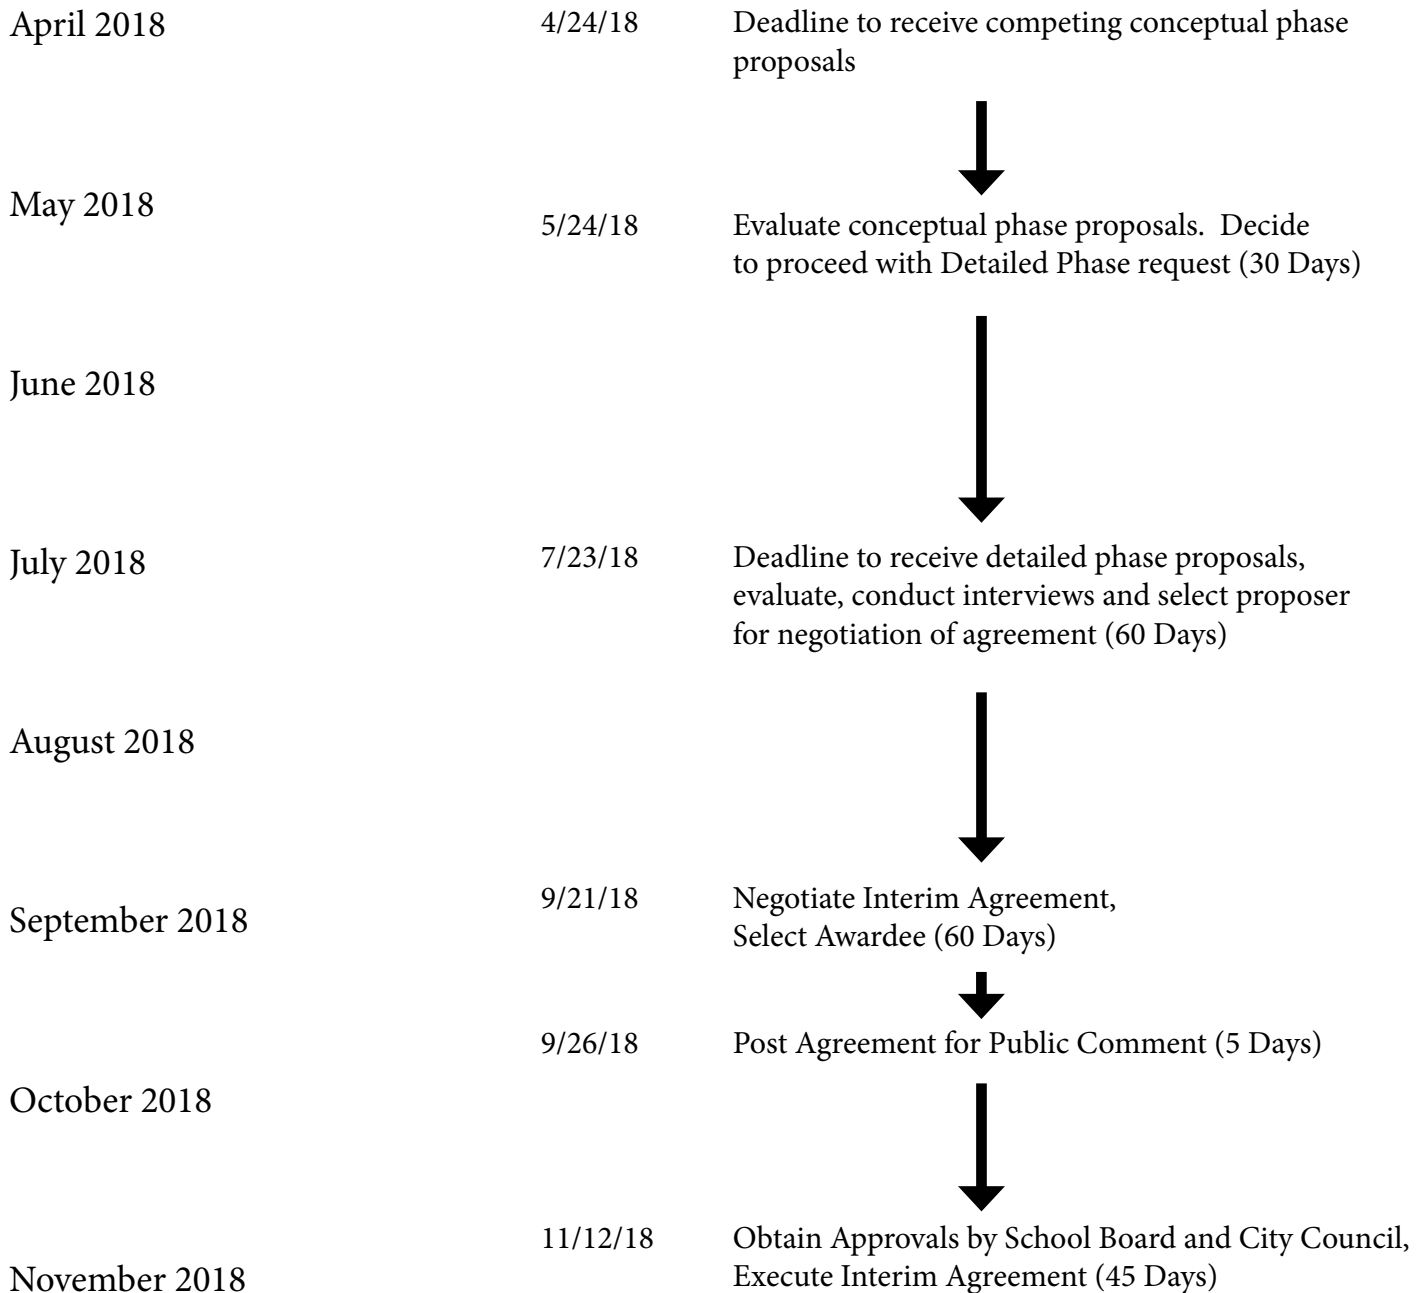 April 2018
4/24/18
Deadline to receive competing conceptual phase
proposals
May 2018
5/24/18
Evaluate conceptual phase proposals.  Decide
to proceed with Detailed Phase request (30 Days)
June 2018
July 2018
7/23/18
Deadline to receive detailed phase proposals,
evaluate, conduct interviews and select proposer
for negotiation of agreement (60 Days)
August 2018
September 2018
9/21/18
Negotiate Interim Agreement,
Select Awardee (60 Days)
9/26/18
Post Agreement for Public Comment (5 Days)
October 2018
November 2018
11/12/18
Obtain Approvals by School Board and City Council,
Execute Interim Agreement (45 Days)